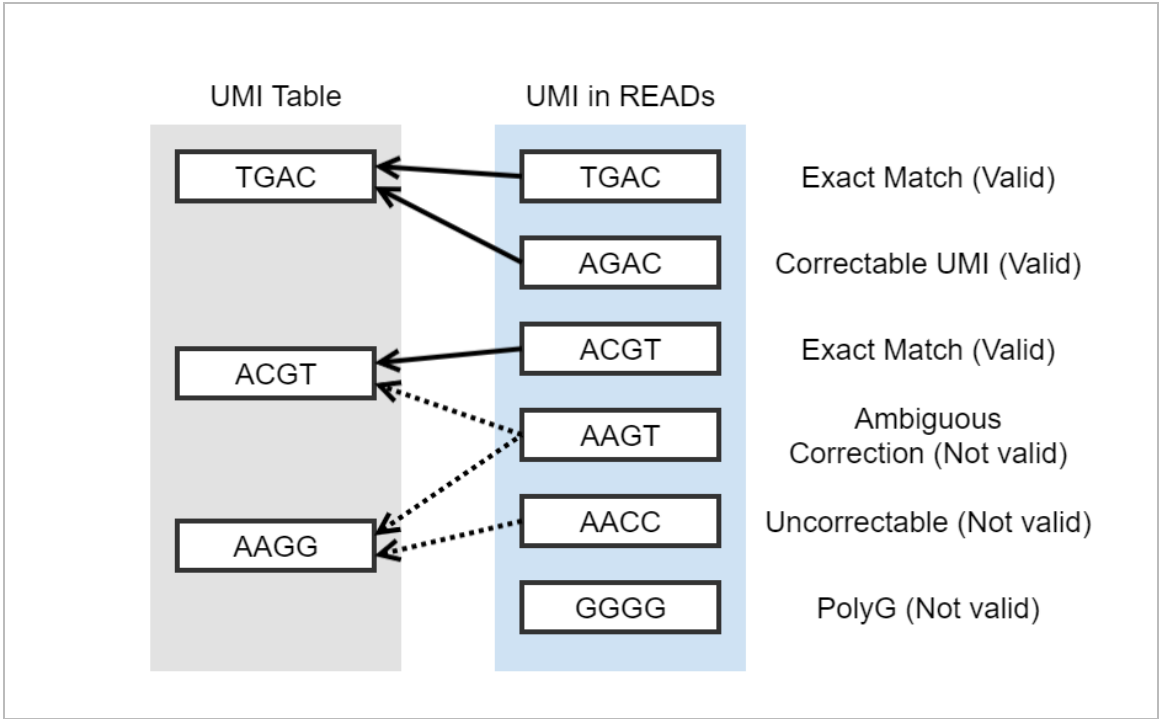 UMI Table
UMI in READs
TGAC
TGAC
Exact Match (Valid)
AGAC
Correctable UMI (Valid)
ACGT
ACGT
Exact Match (Valid)
AAGT
Ambiguous
Correction (Not valid)
AAGG
AACC
Uncorrectable (Not valid)
GGGG
PolyG (Not valid)